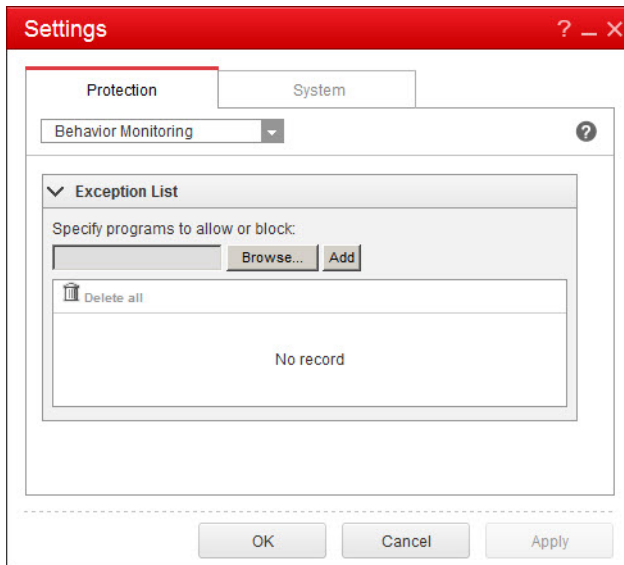 Settings
Protection System
Behavior Monitoring
Exception List
Specify programs to allow or block:
Browse... Add
Delete all
No record
OK Cancel Apply